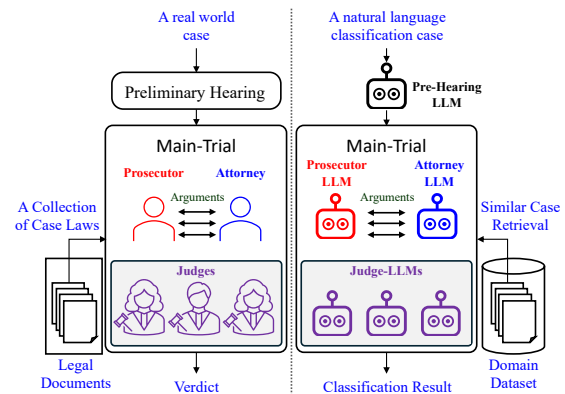 A real world
case
Preliminary Hearing
Main-Trial
Prosecutor
Attorney
Arguments
A Collection
of Case Laws
Judges
Legal
Documents
Verdict
A natural language
classification case
Pre-Hearing
LLM
Main-Trial
Prosecutor
LLM
Attorney
LLM
Arguments
Similar Case
Retrieval
Judge-LLMs
Domain
Dataset
Classification Result